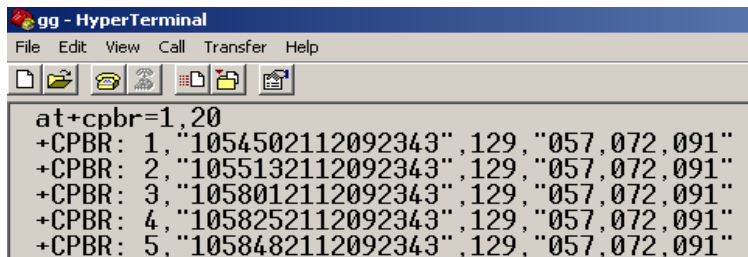 gg - HyperTerminal
File Edit View Call Transfer Help
at+cpbr=1,20
+CPBR: 1,"1054502112092343",129,"057,072,091"
+CPBR: 2,"1055132112092343",129,"057,072,091"
+CPBR: 3,"1058012112092343",129,"057,072,091"
+CPBR: 4,"1058252112092343",129,"057,072,091"
+CPBR: 5,"1058482112092343",129,"057,072,091"